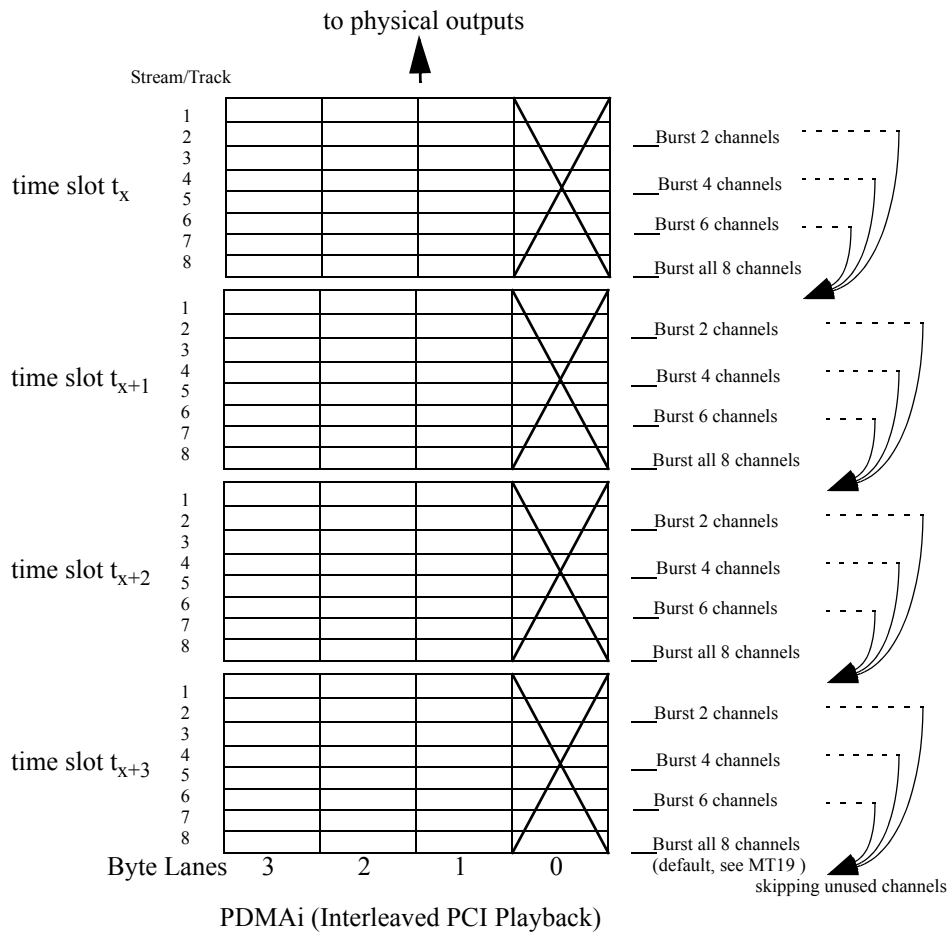 to physical outputs
Stream/Track
time slot tx
1
2
3
4
5
6
7
8
Burst 2 channels
Burst 4 channels
Burst 6 channels
Burst all 8 channels
time slot tx+1
1
2
3
4
5
6
7
8
Burst 2 channels
Burst 4 channels
Burst 6 channels
Burst all 8 channels
time slot tx+2
1
2
3
4
5
6
7
8
Burst 2 channels
Burst 4 channels
Burst 6 channels
Burst all 8 channels
time slot tx+3
1
2
3
4
5
6
7
8
Burst 2 channels
Burst 4 channels
Burst 6 channels
Burst all 8 channels
(default, see MT19 )
skipping unused channels
Byte Lanes 3 2 1 0
PDMAi (Interleaved PCI Playback)